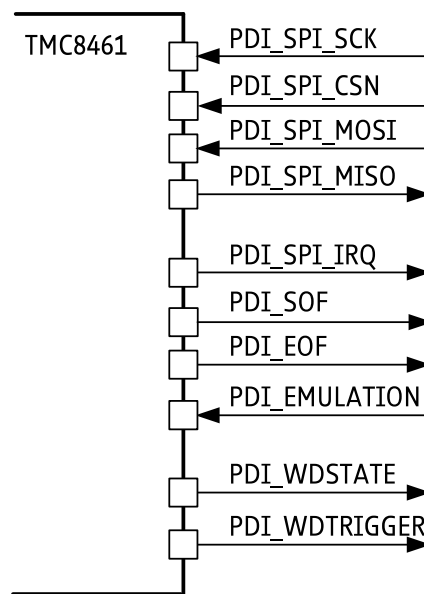 TMC8461
PDI_SPI_SCK
PDI_SPI_CSN
PDI_SPI_MOSI
PDI_SPI_MISO
PDI_SPI_IRQ
PDI_SOF
PDI_EOF
PDI_EMULATION
PDI_WDSTATE
PDI_WDTRIGGER